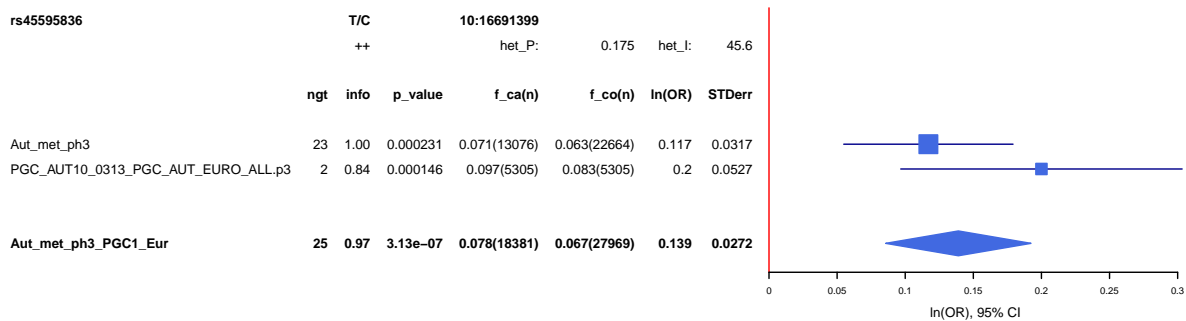 rs45595836 T/C 10:16691399
++ het_P: 0.175 het_I: 45.6
ngt info p_value f_ca(n) f_co(n) ln(OR) STDerr
Aut_met_ph3 23 1.00 0.000231 0.071(13076) 0.063(22664) 0.117 0.0317
PGC_AUT10_0313_PGC_AUT_EURO_ALL.p3 2 0.84 0.000146 0.097(5305) 0.083(5305) 0.2 0.0527
Aut_met_ph3_PGC1_Eur 25 0.97 3.13e−07 0.078(18381) 0.067(27969) 0.139 0.0272
0 0.05 0.1 0.15 0.2 0.25 0.3
ln(OR), 95% CI